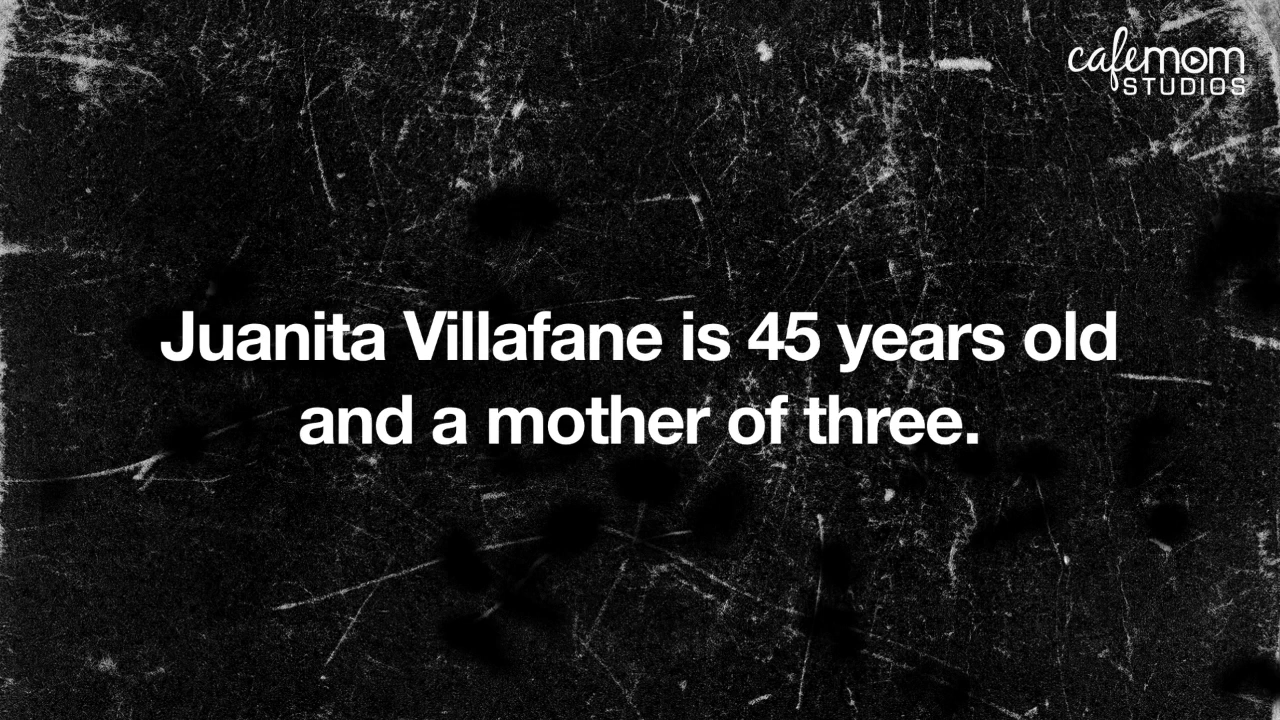 cafemom
STUDIOS
Juanita Villafane is 45 years old
and a mother of three.